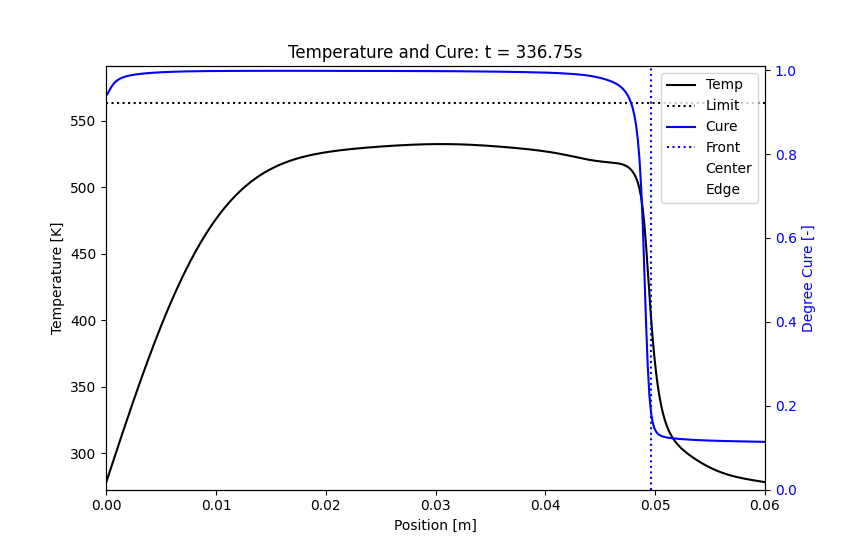 Temperature and Cure: t = 336.75s
Temperature [K]
550
500
450
400
350
300
Temp
Limit
Cure
Front
Center
Edge
1.0
0.8
0.6
0.4
0.2
0.0
Degree Cure [-]
0.00
0.01
0.02
0.03
0.04
0.05
0.06
Position [m]